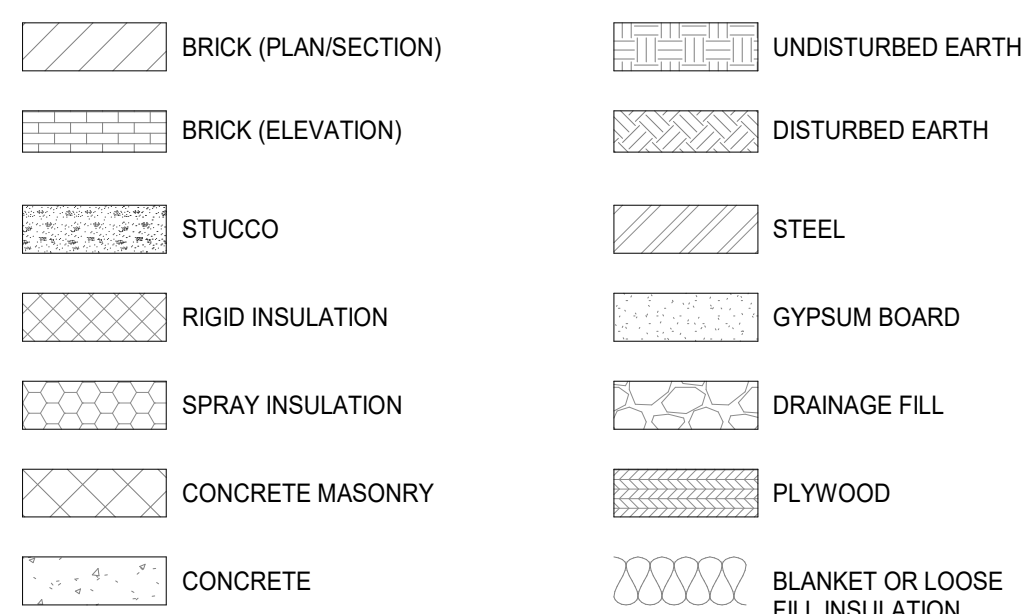 BRICK (PLAN/SECTION)
BRICK (ELEVATION)
STUCCO
RIGID INSULATION
SPRAY INSULATION
CONCRETE MASONRY
CONCRETE
UNDISTURBED EARTH
DISTURBED EARTH
STEEL
GYPSUM BOARD
DRAINAGE FILL
PLYWOOD
BLANKET OR LOOSE
FILL INSULATION